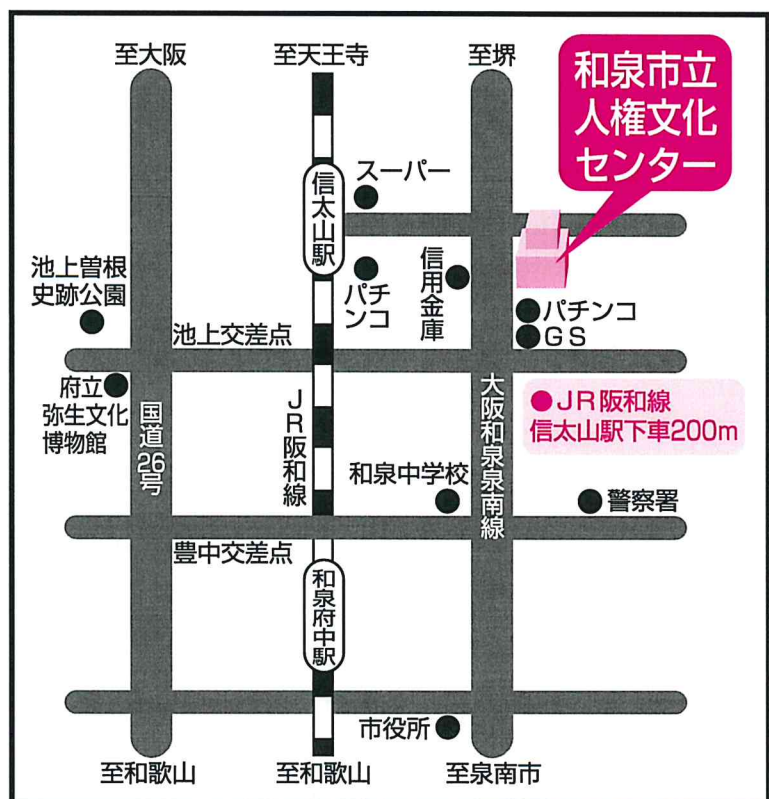 至大阪
至天王寺
至堺
和泉市立
人権文化
センター
スーパー
信太山駅
池上曽根
史跡公園
パチ
ンコ
信用金庫
パチンコ
GS
池上交差点
府立
弥生文化
博物館
国道26号
JR阪和線
大阪和泉泉南線
●JR阪和線
信太山駅下車200m
和泉中学校
警察署
豊中交差点
和泉府中駅
市役所
至和歌山
至和歌山
至泉南市